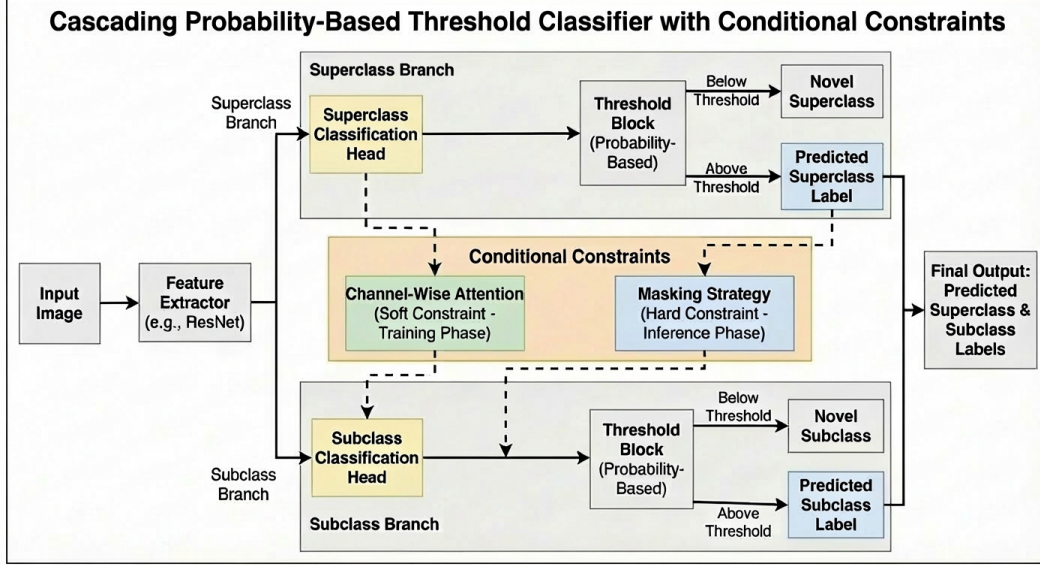 Cascading Probability-Based Threshold Classifier with Conditional Constraints
Superclass Branch
Superclass
Branch
Superclass
Classification
Head
Threshold
Block
(Probability-
Based)
Below
Threshold
Novel
Superclass
Above
Threshold
Predicted
Superclass
Label
Conditional Constraints
Input
Image
Feature
Extractor
(e.g., ResNet)
Channel-Wise Attention
(Soft Constraint -
Training Phase)
Masking Strategy
(Hard Constraint -
Inference Phase)
Final Output:
Predicted
Superclass &
Subclass
Labels
Subclass
Branch
Subclass
Classification
Head
Threshold
Block
(Probability-
Based)
Below
Threshold
Novel
Subclass
Above
Threshold
Predicted
Subclass
Label
Subclass Branch